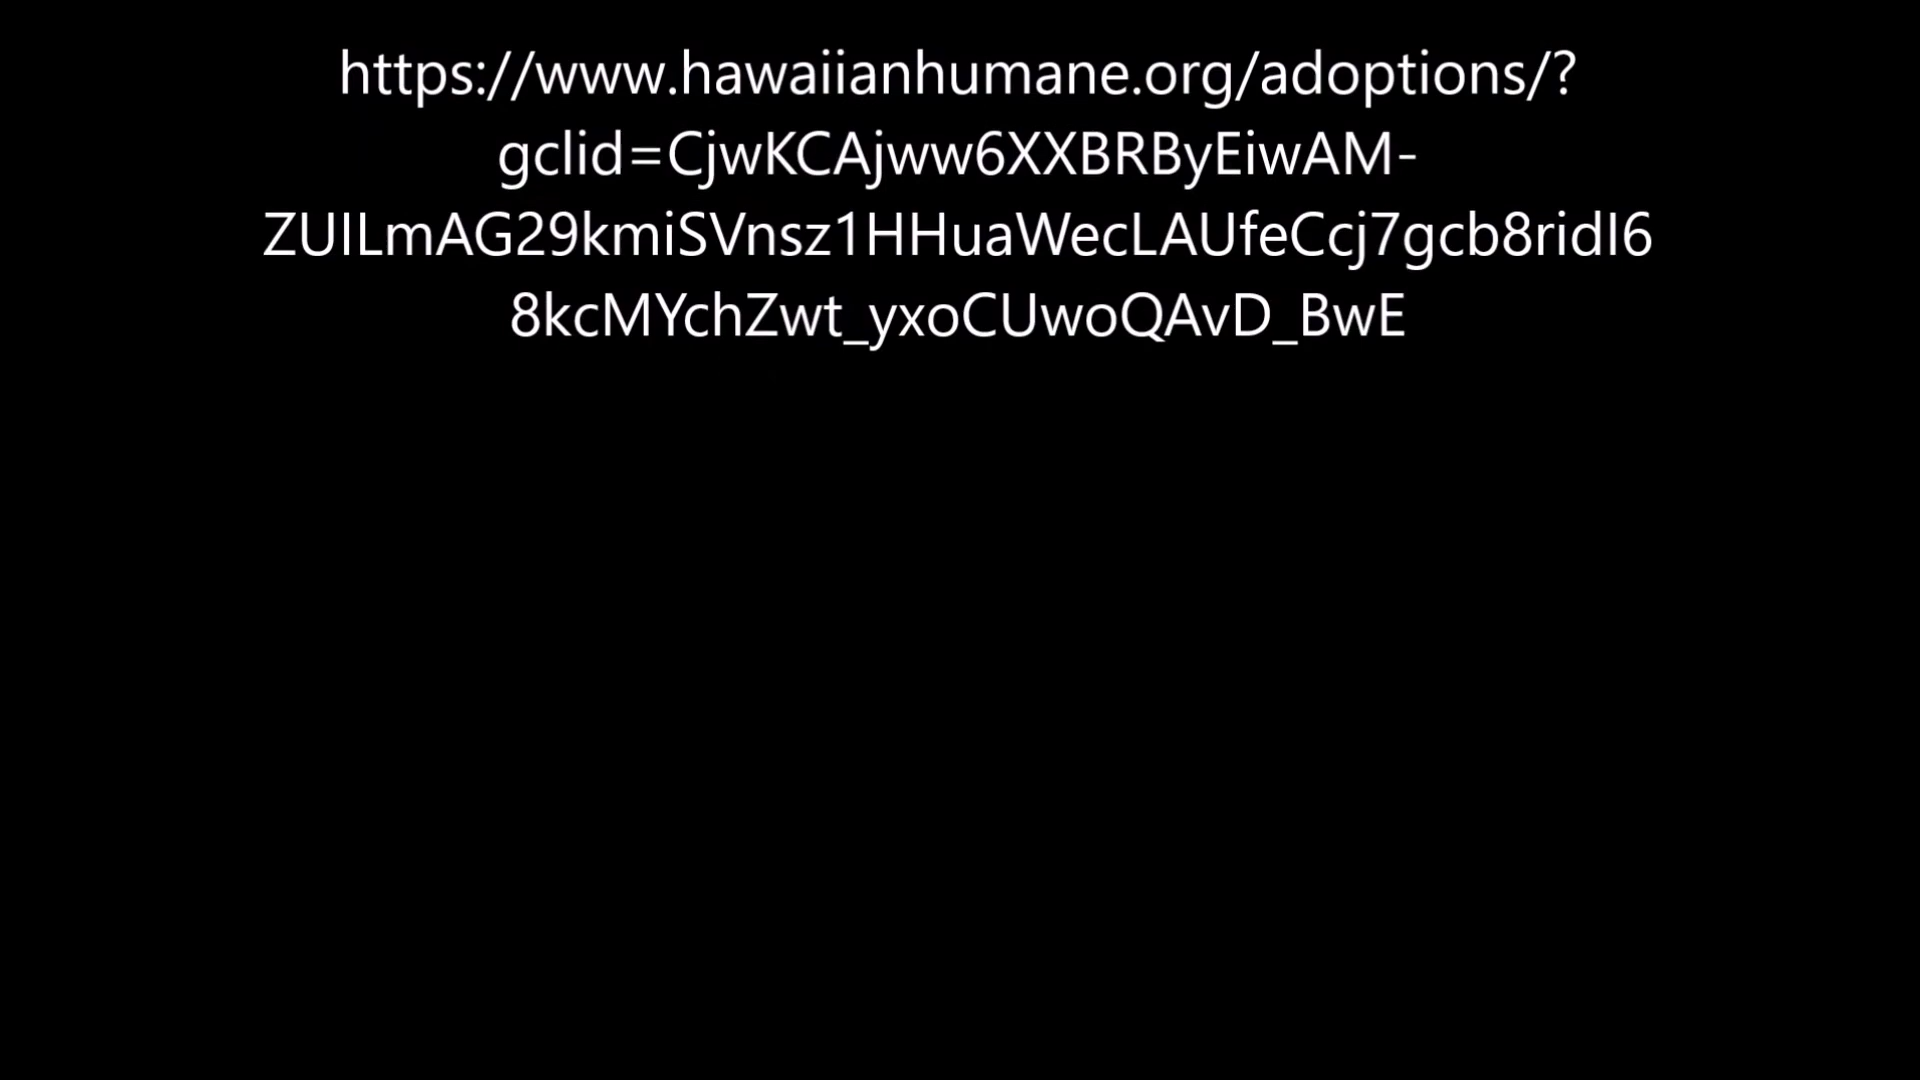 https://www.hawaiianhumane.org/adoptions/?
gclid=CjwKCAjww6XXBRByEiwAM-
ZUILmAG29kmiSVnsz1HHuaWecLAUfeCcj7gcb8ridI6
8kcMYchZwt_yxoCUwoQAvD_BwE